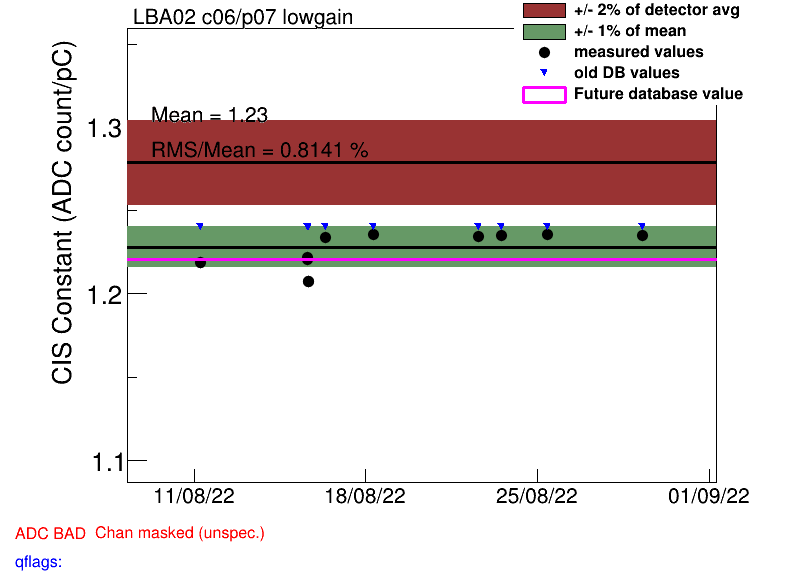 LBA02 c06/p07 lowgain
+/- 2% of detector avg
+/- 1% of mean
measured values
old DB values
Future database value
CIS Constant (ADC count/pC)
Mean = 1.23
RMS/Mean = 0.8141 %
1.3
1.2
1.1
11/08/22 18/08/22 25/08/22 01/09/22
ADC BAD Chan masked (unspec.)
qflags: